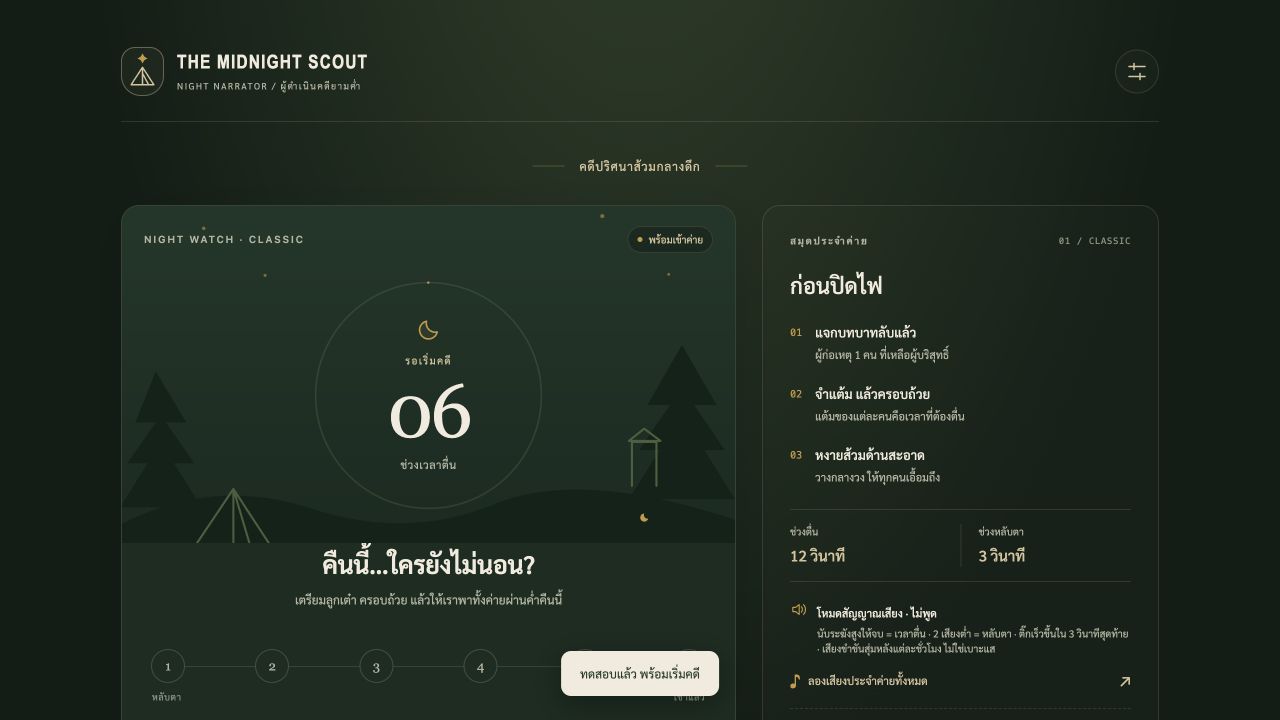 THE MIDNIGHT SCOUT
NIGHT NARRATOR / ผู้ดำเนินคดียามค่ำ
คดีปริศนาส้วมกลางดึก
NIGHT WATCH · CLASSIC
พร้อมเข้าค่าย
รอเริ่มคดี
06
ช่วงเวลาตื่น
คืนนี้...ใครยังไม่นอน?
เตรียมลูกเต๋า ครอบถ้วย แล้วให้เราพาทั้งค่ายผ่านค่ำคืนนี้
1 2 3 4
หลับตา
ทดสอบแล้ว พร้อมเริ่มคดี
สมุดประจำค่าย
01 / CLASSIC
ก่อนปิดไฟ
01 แจกบทบาทลับแล้ว
ผู้ก่อเหตุ 1 คน ที่เหลือผู้บริสุทธิ์
02 จำแต้ม แล้วครอบถ้วย
แต้มของแต่ละคนคือเวลาที่ต้องตื่น
03 หงายส้วมด้านสะอาด
วางกลางวง ให้ทุกคนเอื้อมถึง
ช่วงตื่น
12 วินาที
ช่วงหลับตา
3 วินาที
โหมดสัญญาณเสียง · ไม่พูด
นับระฆังสูงให้จบ = เวลาตื่น · 2 เสียงต่ำ = หลับตา · ติ๊กเร็วขึ้นใน 3 วินาทีสุดท้าย
· เสียงขำขันสุ่มหลังแต่ละชั่วโมง ไม่ใช่เบาะแส
ลองเสียงประจำค่ายทั้งหมด